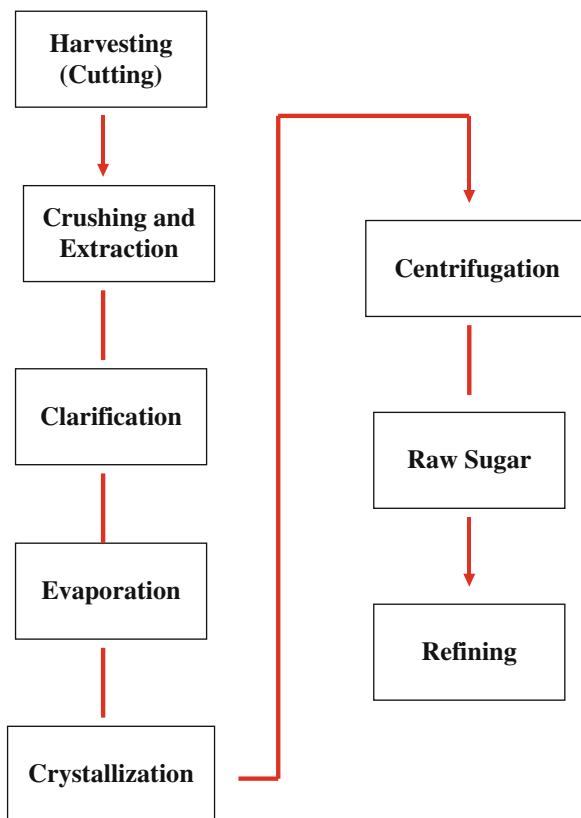 Harvesting
(Cutting)
Crushing and
Extraction
Clarification
Evaporation
Crystallization
Centrifugation
Raw Sugar
Refining